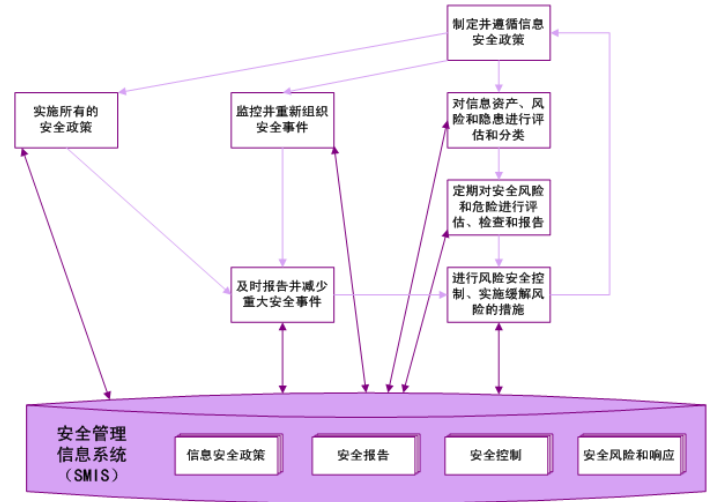 制定并遵循信息
安全政策
实施所有的
安全政策
监控并重新组织
安全事件
对信息资产、风
险和隐患进行评
估和分类
定期对安全风险
和危险进行评
估、检查和报告
及时报告并减少
重大安全事件
进行风险安全控
制、实施缓解风
险的措施
安全管理
信息系统
（SMIS）
信息安全政策
安全报告
安全控制
安全风险和响应